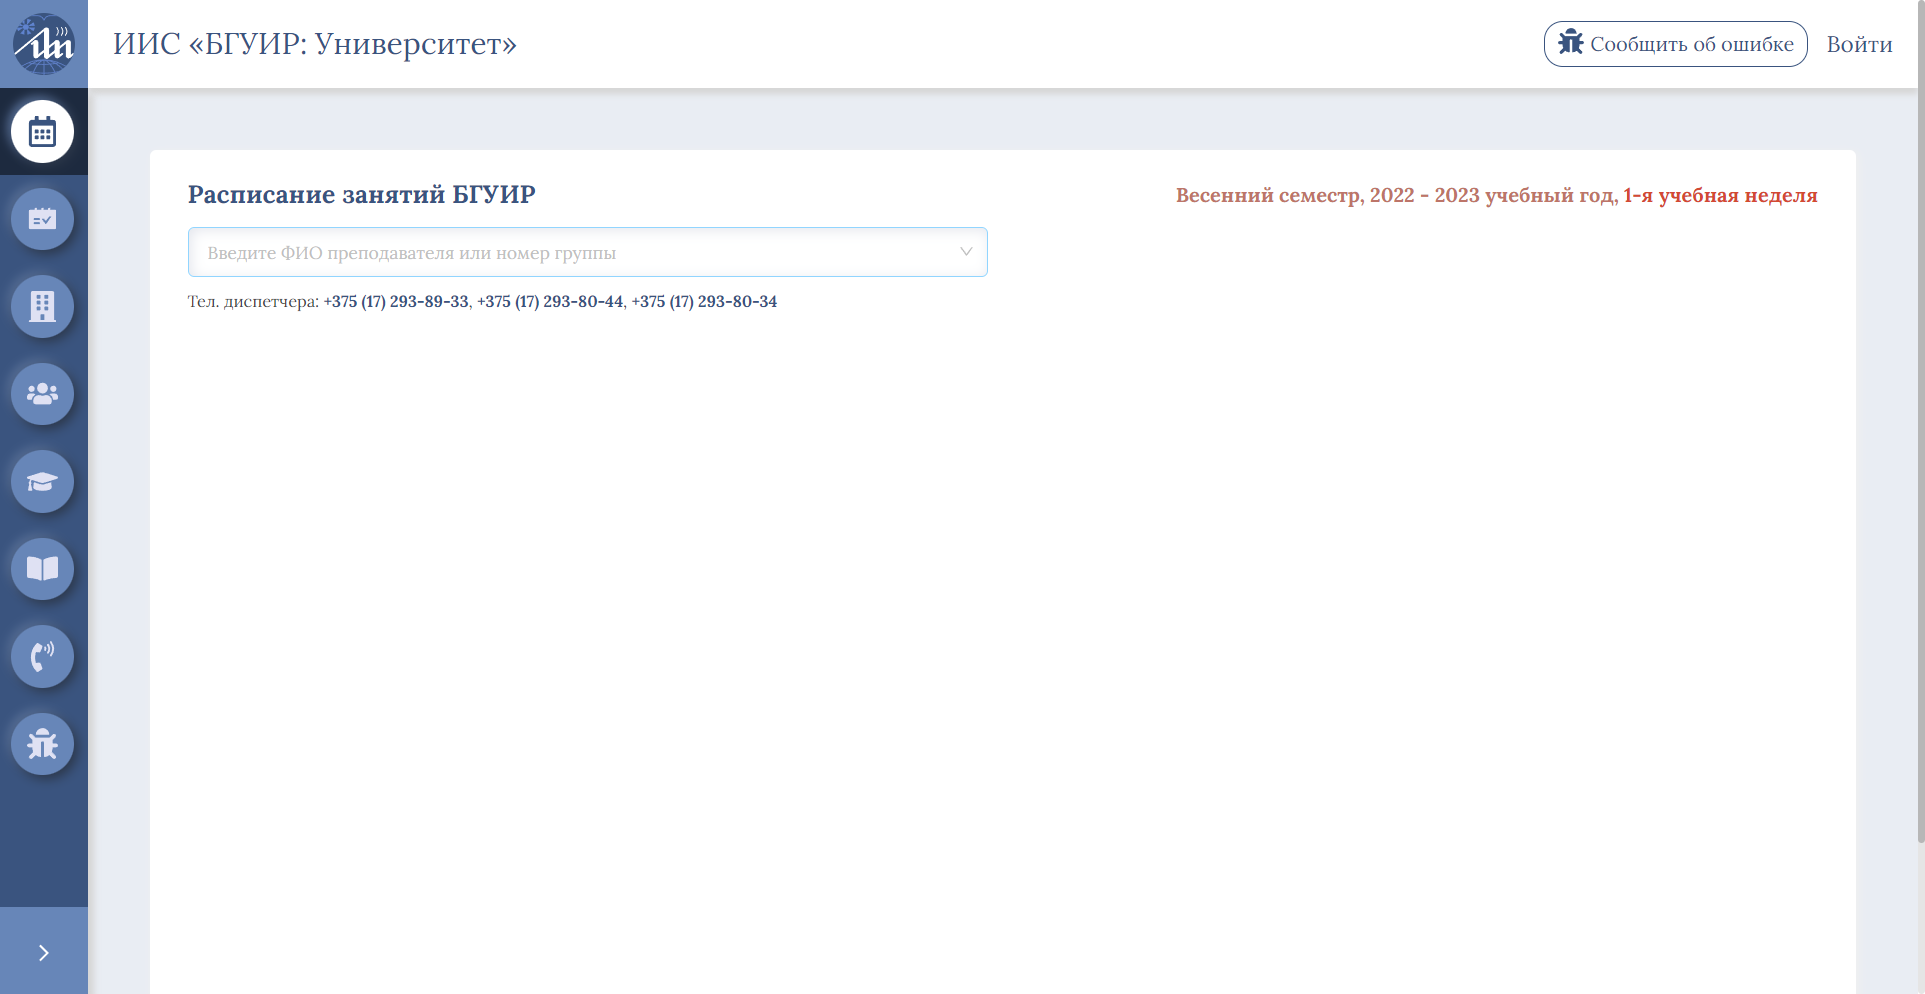 ИИС «БГУИР: Университет»
Сообщить об ошибке
Войти
Расписание занятий БГУИР
Весенний семестр, 2022 - 2023 учебный год, 1-я учебная неделя
Введите ФИО преподавателя или номер группы
Тел. диспетчера: +375 (17) 293-89-33, +375 (17) 293-80-44, +375 (17) 293-80-34